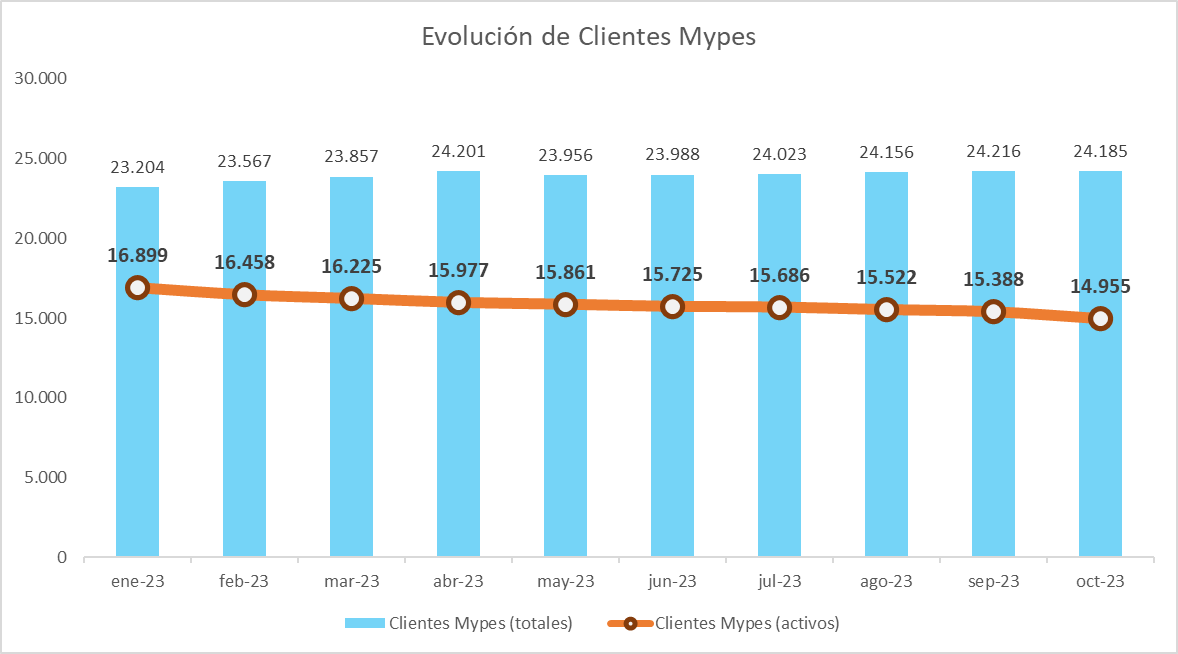 Evolución de Clientes Mypes
30.000
25.000
20.000
15.000
10.000
5.000
0
23.204 23.567 23.857 24.201 23.956 23.988 24.023 24.156 24.216 24.185
16.899 16.458 16.225 15.977 15.861 15.725 15.686 15.522 15.388 14.955
ene-23 feb-23 mar-23 abr-23 may-23 jun-23 jul-23 ago-23 sep-23 oct-23
Clientes Mypes (totales) Clientes Mypes (activos)